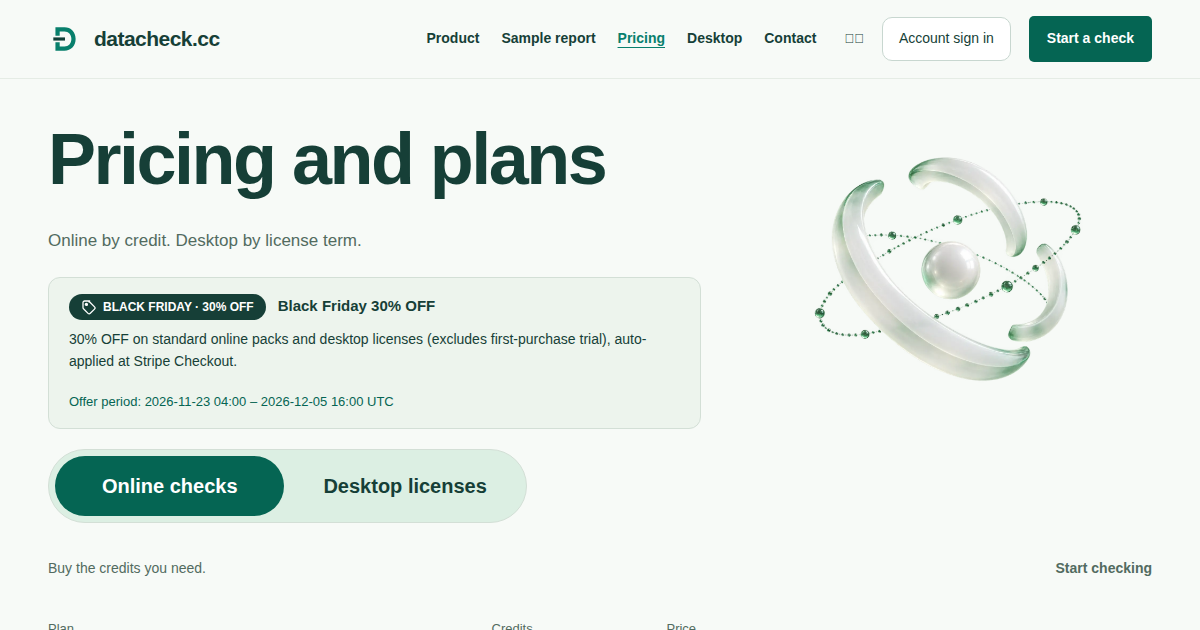 datacheck.cc
Product Sample report Pricing Desktop Contact Account sign in Start a check
Pricing and plans
Online by credit. Desktop by license term.
BLACK FRIDAY · 30% OFF Black Friday 30% OFF
30% OFF on standard online packs and desktop licenses (excludes first-purchase trial), auto-
applied at Stripe Checkout.
Offer period: 2026-11-23 04:00 – 2026-12-05 16:00 UTC
Online checks Desktop licenses
Buy the credits you need. Start checking
Plan Credits Price